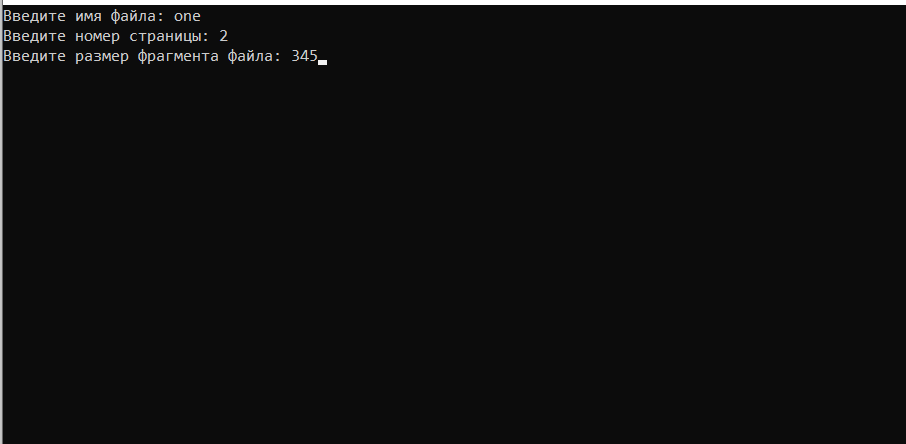 Введите имя файла: one
Введите номер страницы: 2
Введите размер фрагмента файла: 345